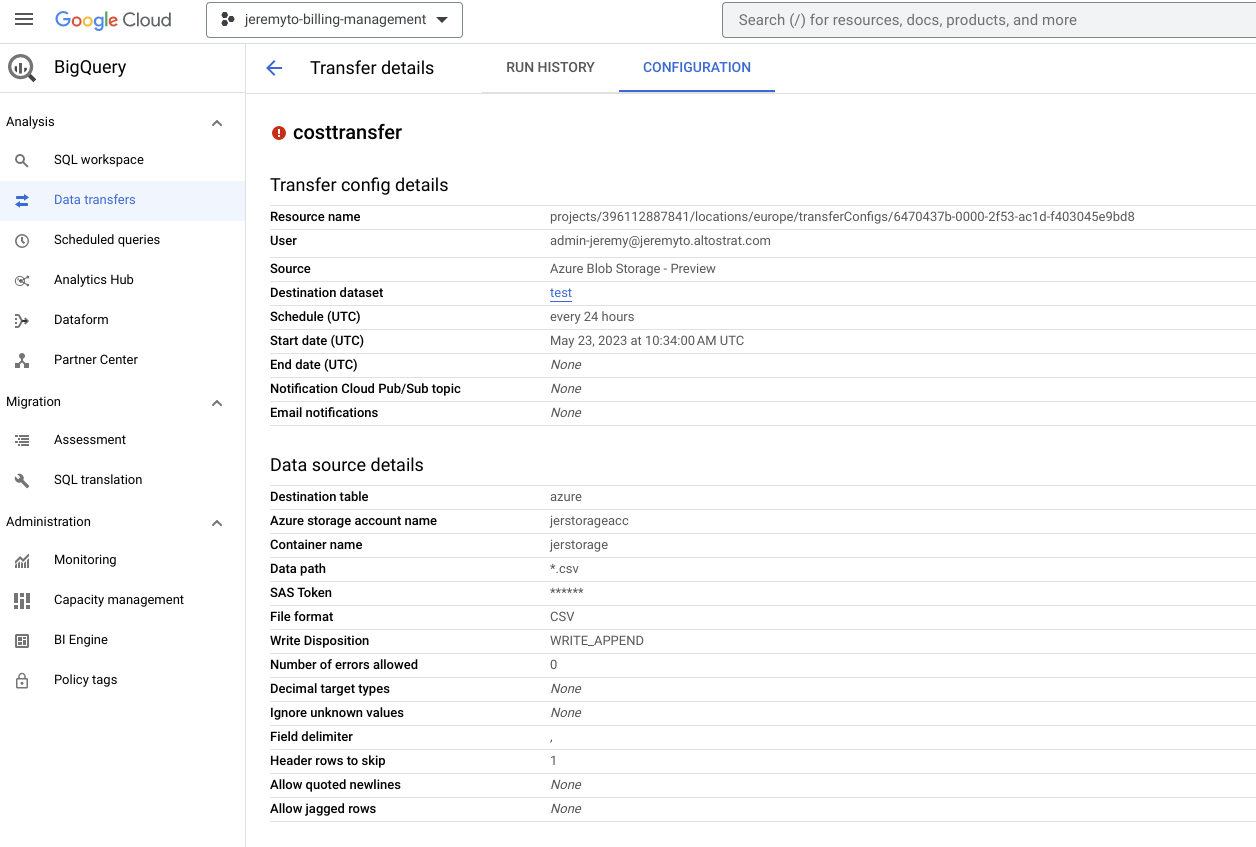 Google Cloud
jeremyto-billing-management
Search (/) for resources, docs, products, and more
BigQuery
Analysis
SQL workspace
Data transfers
Scheduled queries
Analytics Hub
Dataform
Partner Center
Migration
Assessment
SQL translation
Administration
Monitoring
Capacity management
BI Engine
Policy tags
Transfer details
RUN HISTORY
CONFIGURATION
costtransfer
Transfer config details
Resource name projects/396112887841/locations/europe/transferConfigs/6470437b-0000-2f53-ac1d-f403045e9bd8
User admin-jeremy@jeremyto.altostrat.com
Source Azure Blob Storage - Preview
Destination dataset test
Schedule (UTC) every 24 hours
Start date (UTC) May 23, 2023 at 10:34:00 AM UTC
End date (UTC) None
Notification Cloud Pub/Sub topic None
Email notifications None
Data source details
Destination table azure
Azure storage account name jerstorageacc
Container name jerstorage
Data path *.csv
SAS Token ******
File format CSV
Write Disposition WRITE_APPEND
Number of errors allowed 0
Decimal target types None
Ignore unknown values None
Field delimiter ,
Header rows to skip 1
Allow quoted newlines None
Allow jagged rows None